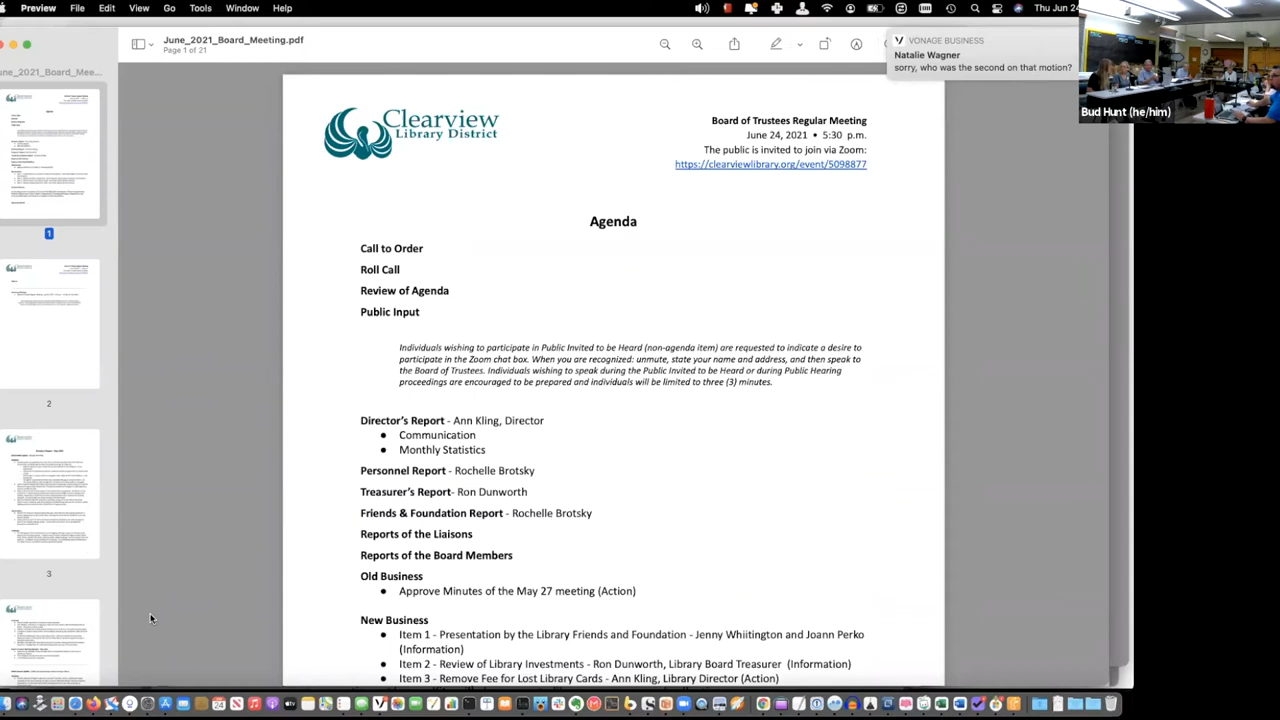 Preview File Edit View Go Tools Window Help
Thu Jun 24
June_2021_Board_Meeting.pdf
Page 1 of 21
VONAGE BUSINESS
Natalie Wagner
sorry, who was the second on that motion?
Bud Hunt (he/him)
une_2021_Board_Mee...
1
2
3
Clearview
Library District
Board of Trustees Regular Meeting
June 24, 2021 • 5:30 p.m.
The public is invited to join via Zoom:
https://clearviewlibrary.org/event/5098877
Agenda
Call to Order
Roll Call
Review of Agenda
Public Input
Individuals wishing to participate in Public Invited to be Heard (non-agenda item) are requested to indicate a desire to
participate in the Zoom chat box. When you are recognized: unmute, state your name and address, and then speak to
the Board of Trustees. Individuals wishing to speak during the Public Invited to be Heard or during Public Hearing
proceedings are encouraged to be prepared and individuals will be limited to three (3) minutes.
Director's Report - Ann Kling, Director
● Communication
● Monthly Statistics
Personnel Report - Rochelle Brotsky
Treasurer's Report- Ron Dunworth
Friends & Foundation Report - Rochelle Brotsky
Reports of the Liaisons
Reports of the Board Members
Old Business
● Approve Minutes of the May 27 meeting (Action)
New Business
● Item 1 - Presentation by the Library Friends and Foundation - Jenny Whittington and Joann Perko
(Information)
● Item 2 - Review of Library Investments - Ron Dunworth, Library Board Treasurer (Information)
● Item 3 - Remove Fee for Lost Library Cards - Ann Kling, Library Director (Action)